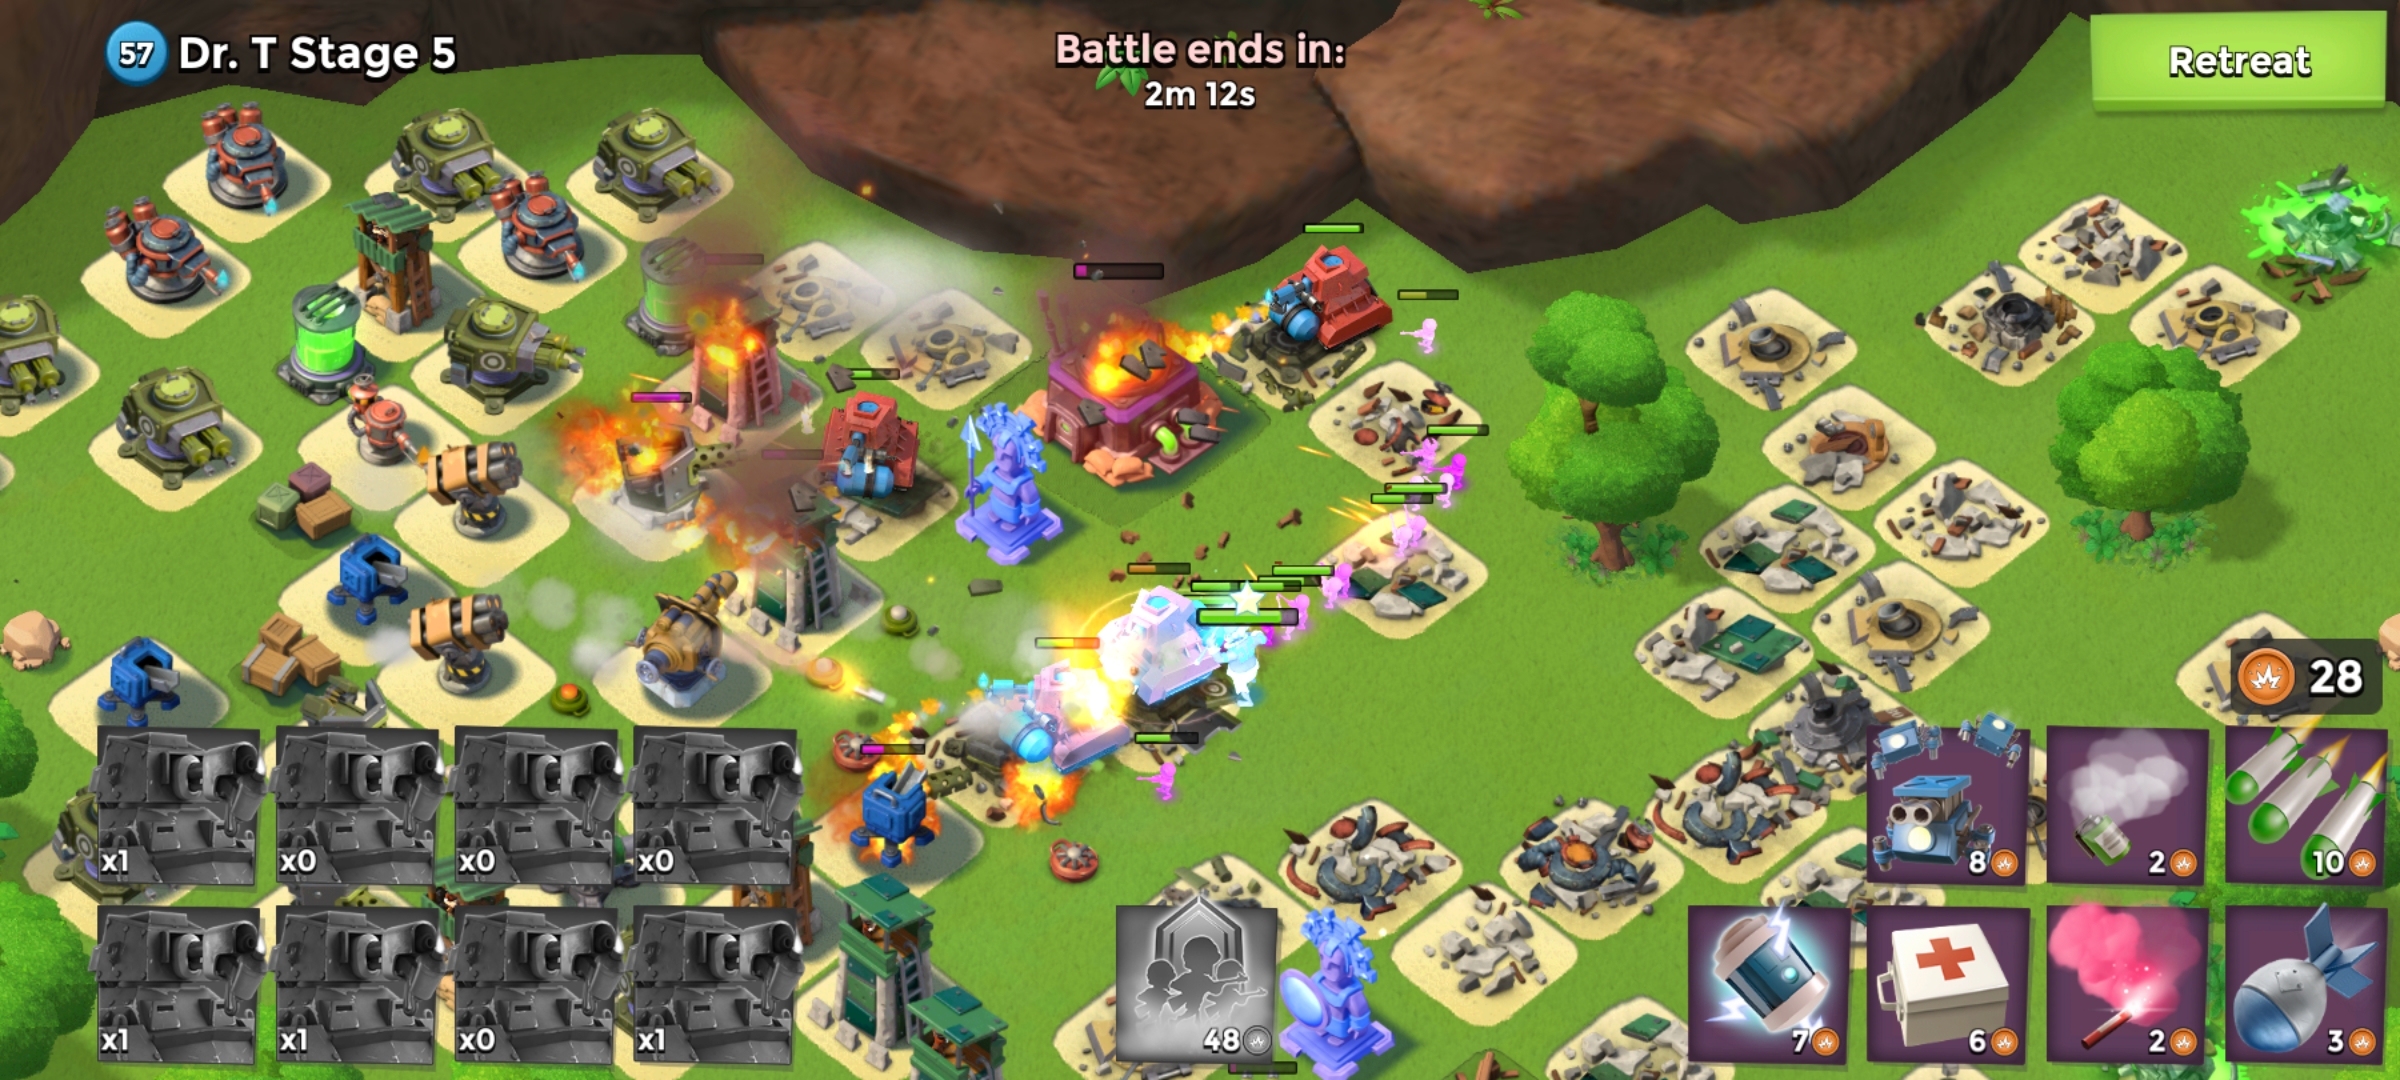 57 Dr. T Stage 5
Battle ends in:
2m 12s
Retreat
28
x1 x0 x0 x0
8 2 10
x1 x1 x0 x1
48 7 6 2 3